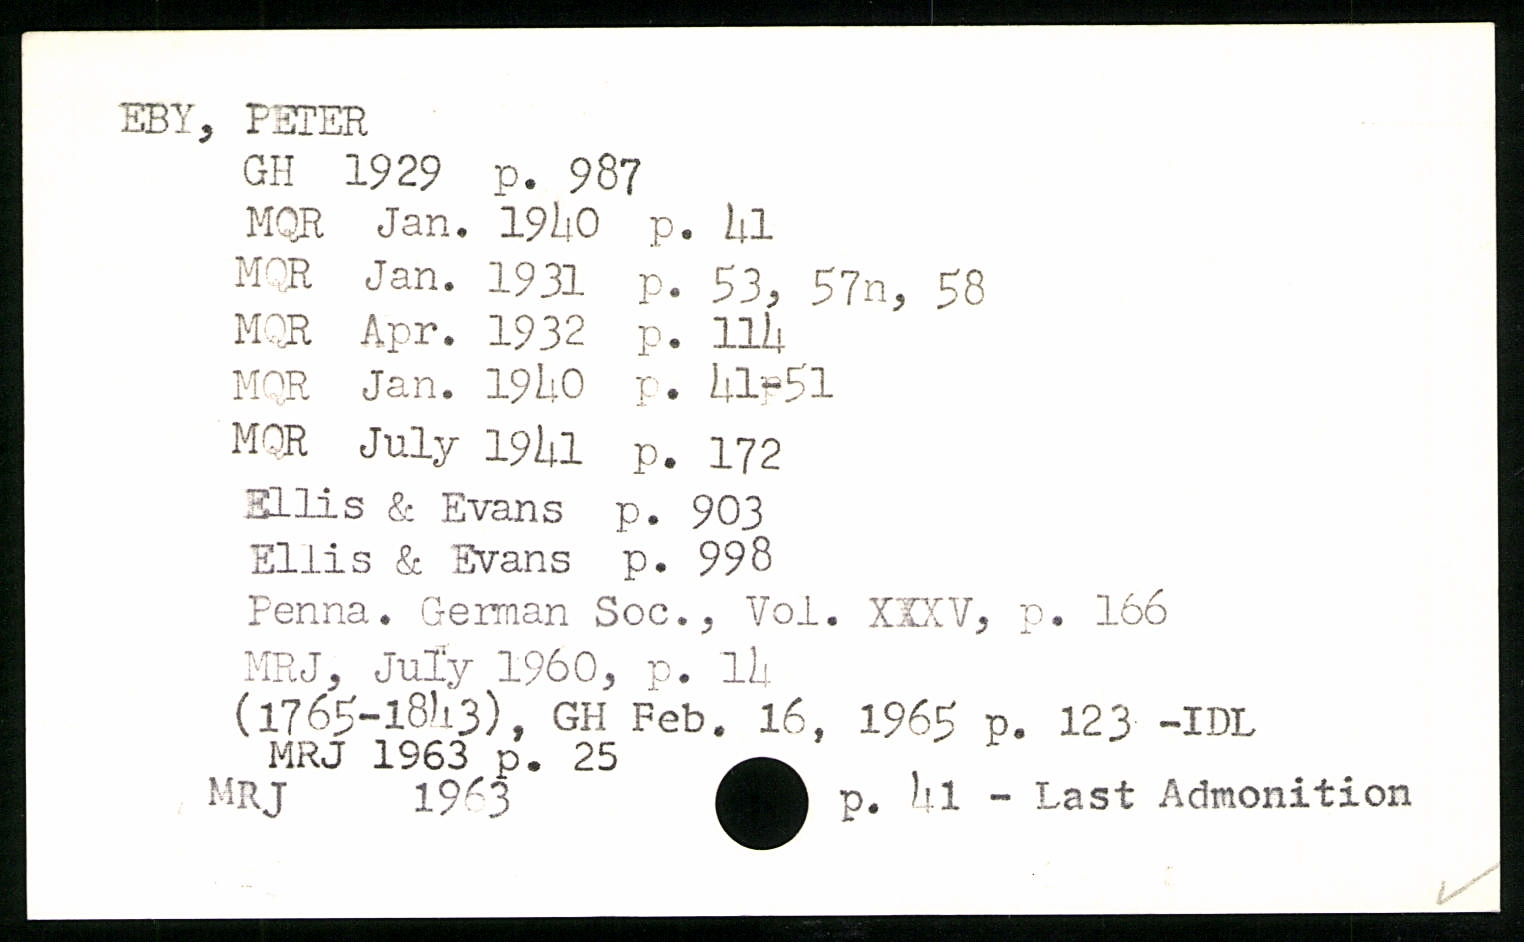 EBY, PETER
GH 1929 p. 987
MQR Jan. 1940 p. 41
MQR Jan. 1931 p. 53, 57n, 58
MQR Apr. 1932 p. 114
MQR Jan. 1940 p. 41-51
MQR July 1941 p. 172
Ellis & Evans p. 903
Ellis & Evans p. 998
Penna. German Soc., Vol. XXXV, p. 166
MRJ, July 1960, p. 14
(1765-1843), GH Feb. 16, 1965 p. 123 -IDL
MRJ 1963 p. 25
MRJ 1963 p. 41 - Last Admonition